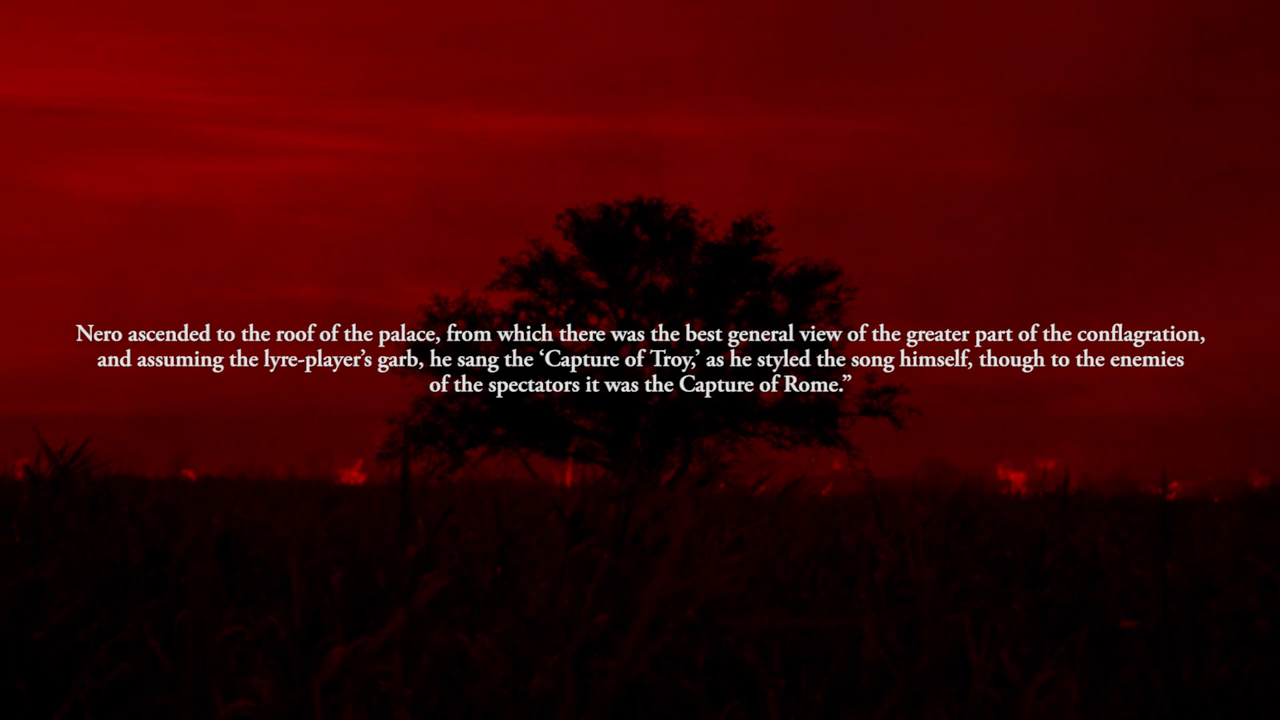 Nero ascended to the roof of the palace, from which there was the best general view of the greater part of the conflagration,
and assuming the lyre-player’s garb, he sang the ‘Capture of Troy,’ as he styled the song himself, though to the enemies
of the spectators it was the Capture of Rome.”